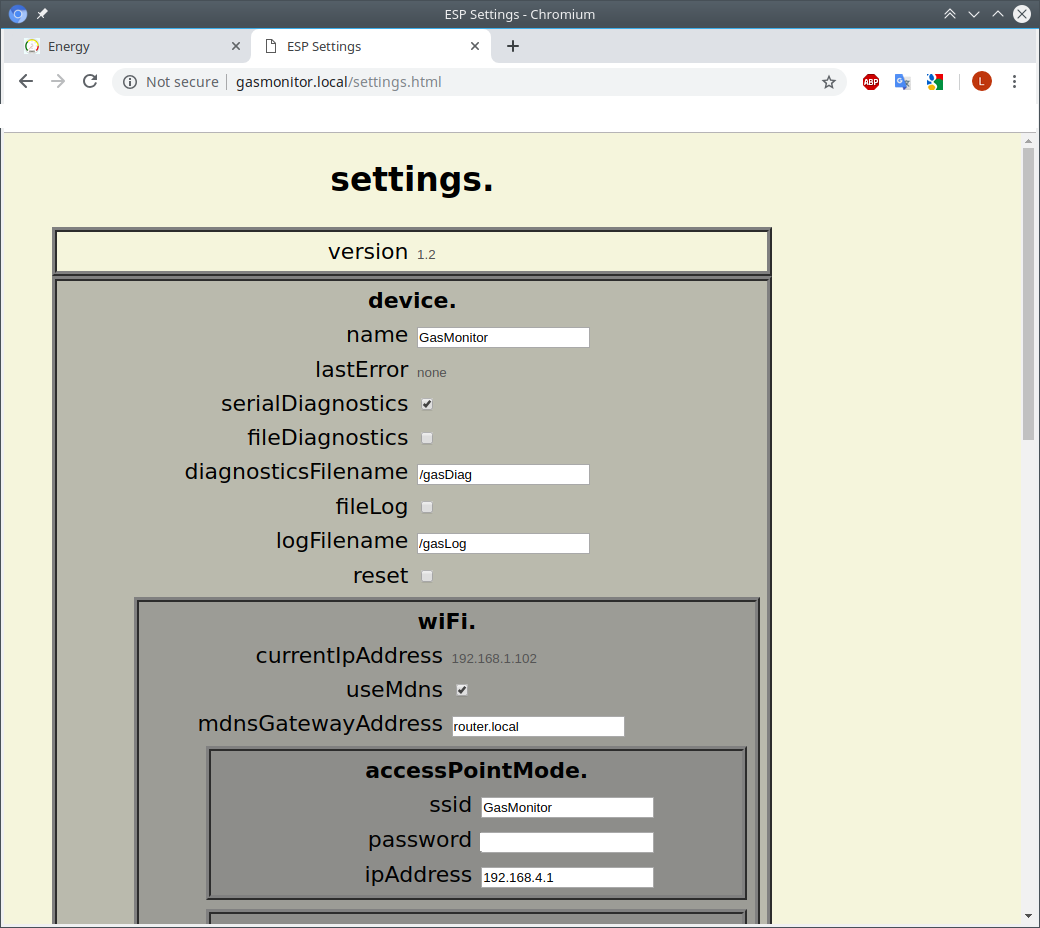 ESP Settings - Chromium
Energy
ESP Settings
Not secure
gasmonitor.local/settings.html
ABP
G
L
settings.
version 1.2
device.
name GasMonitor
lastError none
serialDiagnostics
fileDiagnostics
diagnosticsFilename /gasDiag
fileLog
logFilename /gasLog
reset
wiFi.
currentIpAddress 192.168.1.102
useMdns
mdnsGatewayAddress router.local
accessPointMode.
ssid GasMonitor
password
ipAddress 192.168.4.1